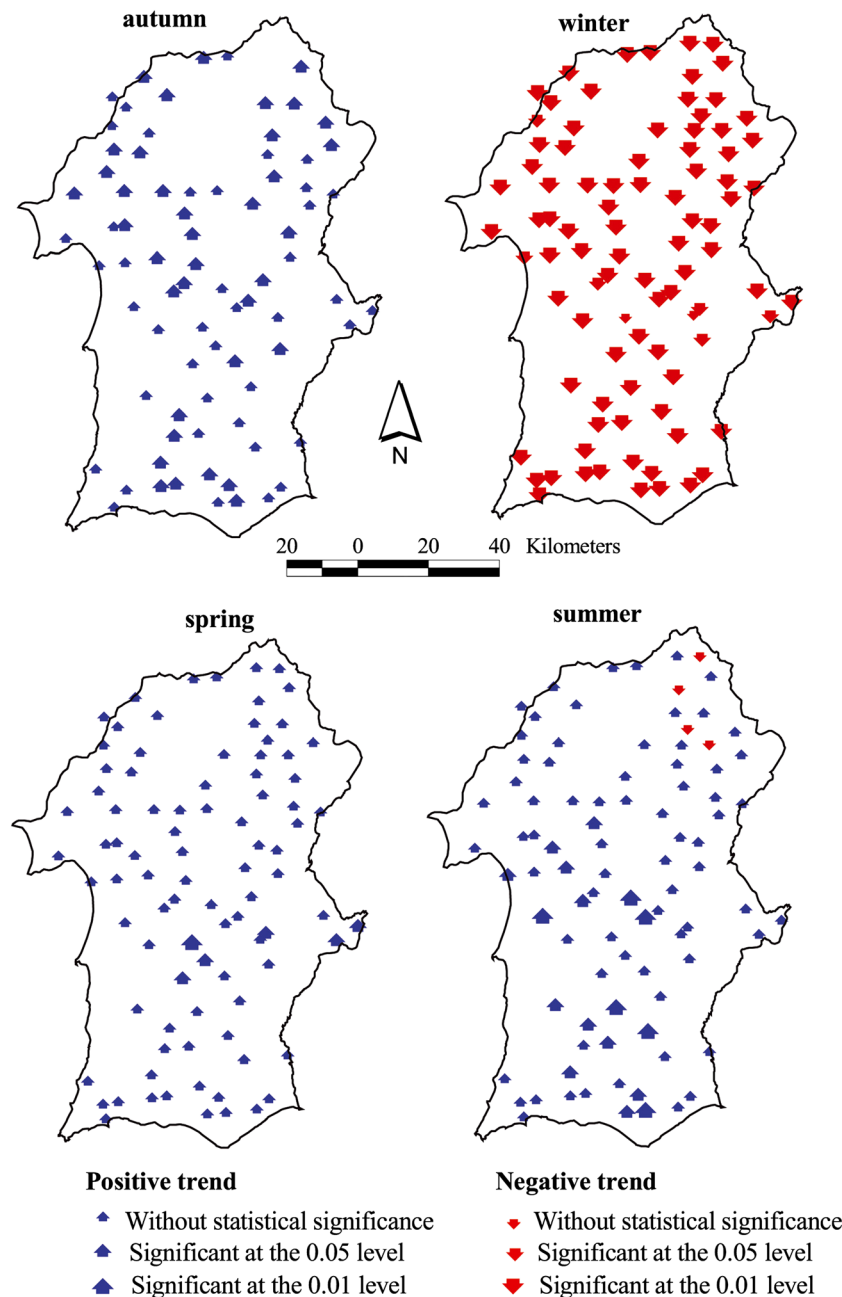 autumn winter
N
20 0 20 40 Kilometers
spring summer
Positive trend
Without statistical significance
Significant at the 0.05 level
Significant at the 0.01 level
Negative trend
Without statistical significance
Significant at the 0.05 level
Significant at the 0.01 level